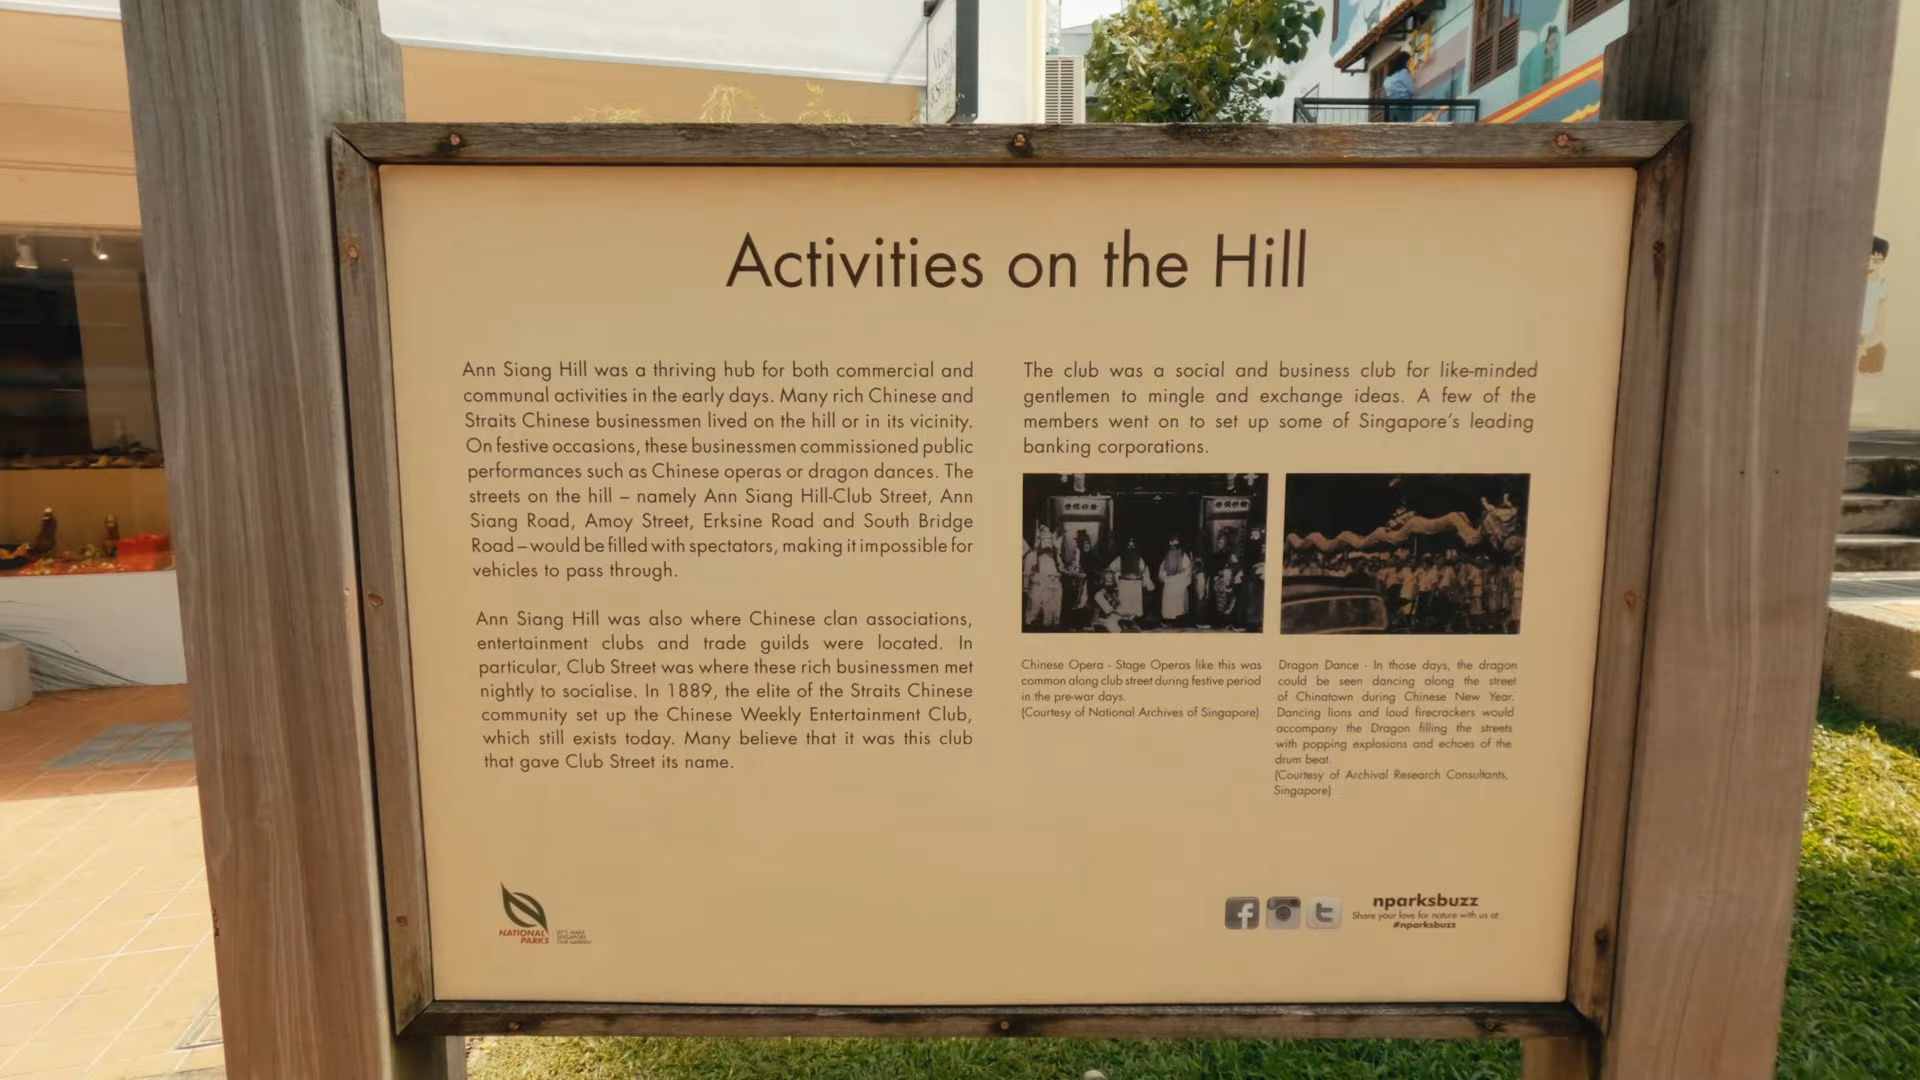 Activities on the Hill
Ann Siang Hill was a thriving hub for both commercial and
communal activities in the early days. Many rich Chinese and
Straits Chinese businessmen lived on the hill or in its vicinity.
On festive occasions, these businessmen commissioned public
performances such as Chinese operas or dragon dances. The
streets on the hill – namely Ann Siang Hill-Club Street, Ann
Siang Road, Amoy Street, Erksine Road and South Bridge
Road – would be filled with spectators, making it impossible for
vehicles to pass through.
Ann Siang Hill was also where Chinese clan associations,
entertainment clubs and trade guilds were located. In
particular, Club Street was where these rich businessmen met
nightly to socialise. In 1889, the elite of the Straits Chinese
community set up the Chinese Weekly Entertainment Club,
which still exists today. Many believe that it was this club
that gave Club Street its name.
The club was a social and business club for like-minded
gentlemen to mingle and exchange ideas. A few of the
members went on to set up some of Singapore's leading
banking corporations.
Chinese Opera - Stage Operas like this was
common along club street during festive period
in the pre-war days.
(Courtesy of National Archives of Singapore)
Dragon Dance - In those days, the dragon
could be seen dancing along the street
of Chinatown during Chinese New Year.
Dancing lions and loud firecrackers would
accompany the Dragon filling the streets
with popping explosions and echoes of the
drum beat.
(Courtesy of Archival Research Consultants,
Singapore)
NATIONAL
PARKS
LET'S MAKE
SINGAPORE
OUR GARDEN
nparksbuzz
Share your love for nature with us at
#nparksbuzz